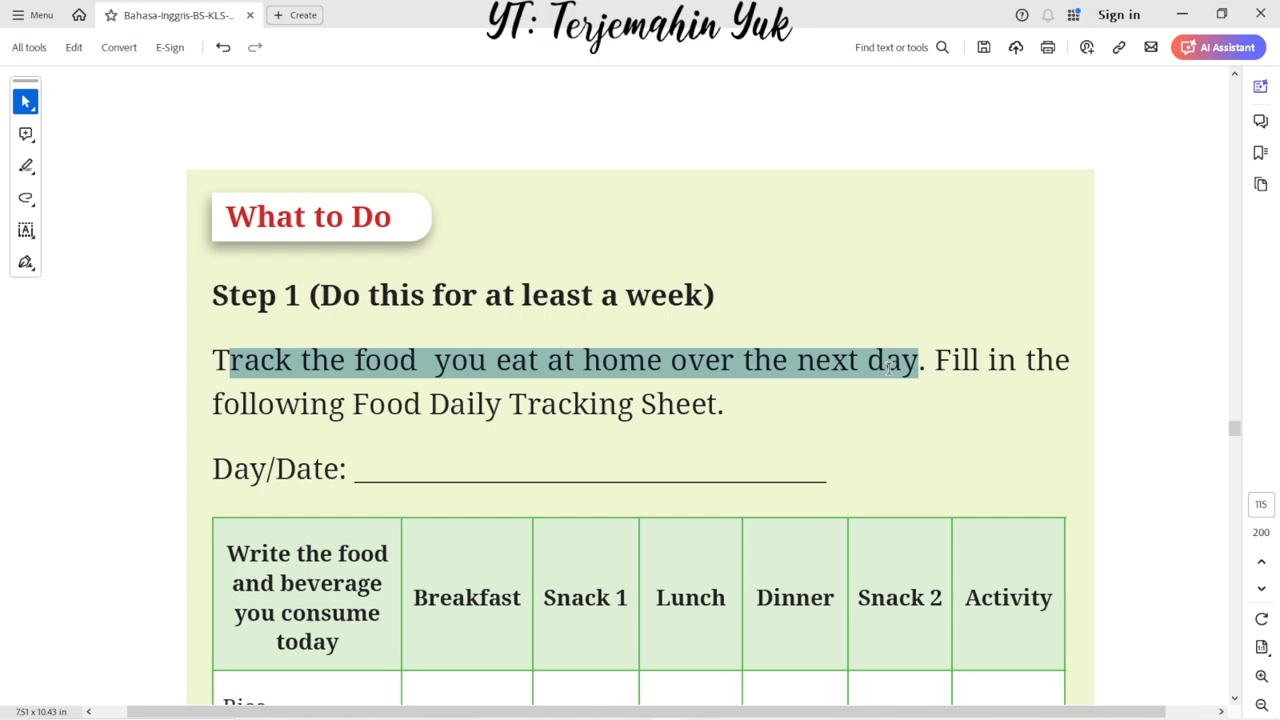 Menu
Bahasa-Inggris-BS-KLS-...
Create
YT: Terjemahin Yuk
Sign in
All tools
Edit
Convert
E-Sign
Find text or tools
AI Assistant
What to Do
Step 1 (Do this for at least a week)
Track the food you eat at home over the next day. Fill in the
following Food Daily Tracking Sheet.
Day/Date: ______________________________
Write the food
and beverage
you consume
today
Breakfast
Snack 1
Lunch
Dinner
Snack 2
Activity
Rice
115
200
7.51 x 10.43 in